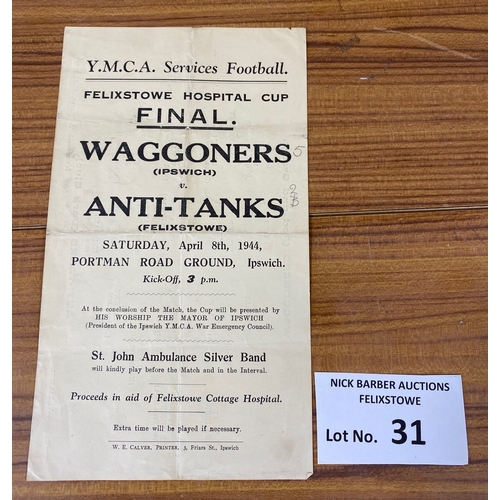 Y.M.C.A. Services Football.
FELIXSTOWE HOSPITAL CUP
FINAL.
WAGGONERS
(IPSWICH)
v.
ANTI-TANKS
(FELIXSTOWE)
SATURDAY, April 8th, 1944,
PORTMAN ROAD GROUND, Ipswich.
Kick-Off, 3 p.m.
At the conclusion of the Match, the Cup will be presented by
HIS WORSHIP THE MAYOR OF IPSWICH
(President of the Ipswich Y.M.C.A. War Emergency Council).
St. John Ambulance Silver Band
will kindly play before the Match and in the Interval.
Proceeds in aid of Felixstowe Cottage Hospital.
Extra time will be played if necessary.
W. E. CALVER, PRINTER, 3, Friars St., Ipswich
5
NICK BARBER AUCTIONS
FELIXSTOWE
Lot No. 31